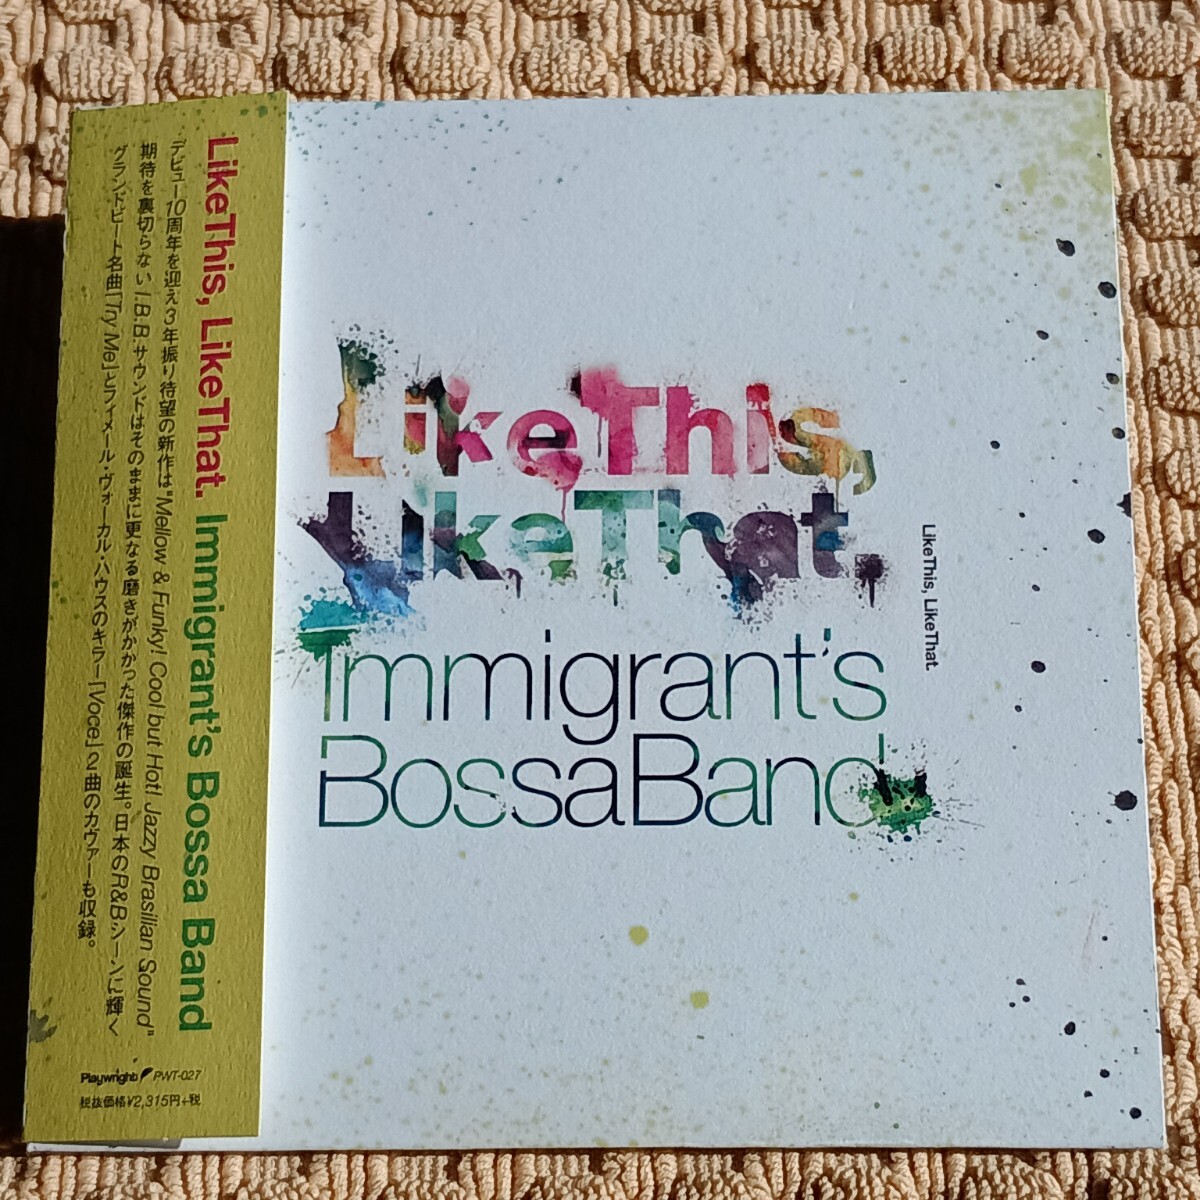 LikeThis, LikeThat. Immigrant's Bossa Band
デビュー10周年を迎え3年振り待望の新作は"Mellow & Funky! Cool but Hot! Jazzy Brasilian Sound"
期待を裏切らない I.B.B.サウンドはそのままに更なる磨きがかかった傑作の誕生。日本のR&Bシーンに輝く
グランドビート名曲「Try Me」とフィメール・ヴォーカル・ハウスのキラー「Voce」2曲のカヴァーも収録。
Playwright PWT-027
税抜価格¥2,315円+税
LikeThis,
LikeThat.
Immigrant's
BossaBand
LikeThis, LikeThat.